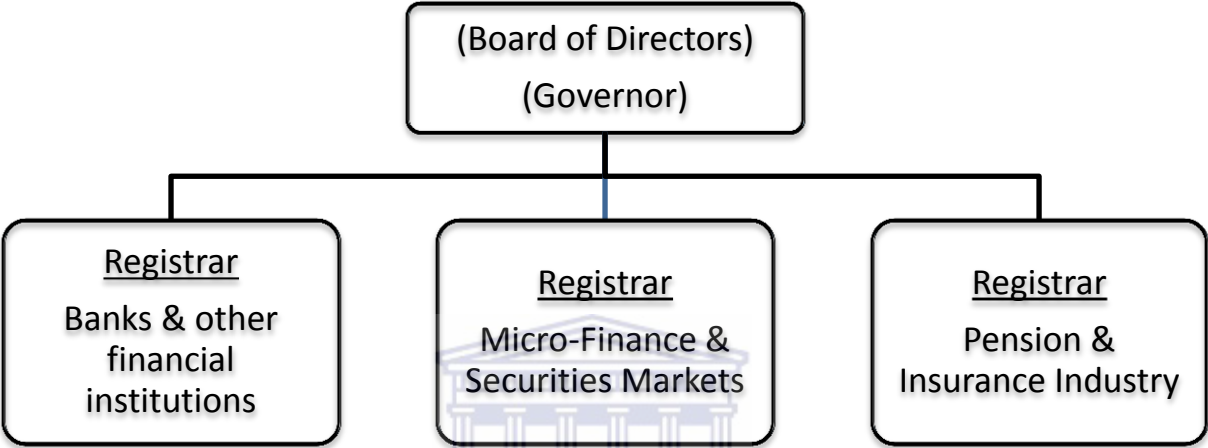 (Board of Directors)
(Governor)
Registrar
Banks & other
financial
institutions
Registrar
Micro-Finance &
Securities Markets
Registrar
Pension &
Insurance Industry